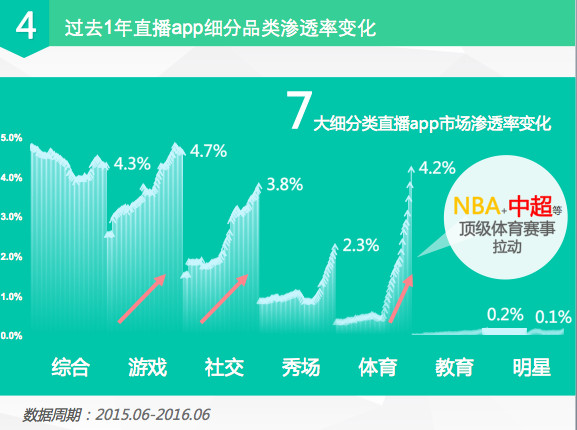 4
过去1年直播app细分品类渗透率变化
7大细分类直播app市场渗透率变化
5.0%
4.0%
3.0%
2.0%
1.0%
0.0%
4.3%
4.7%
3.8%
2.3%
4.2%
0.2%
0.1%
NBA+中超等
顶级体育赛事
拉动
综合 游戏 社交 秀场 体育 教育 明星
数据周期：2015.06-2016.06